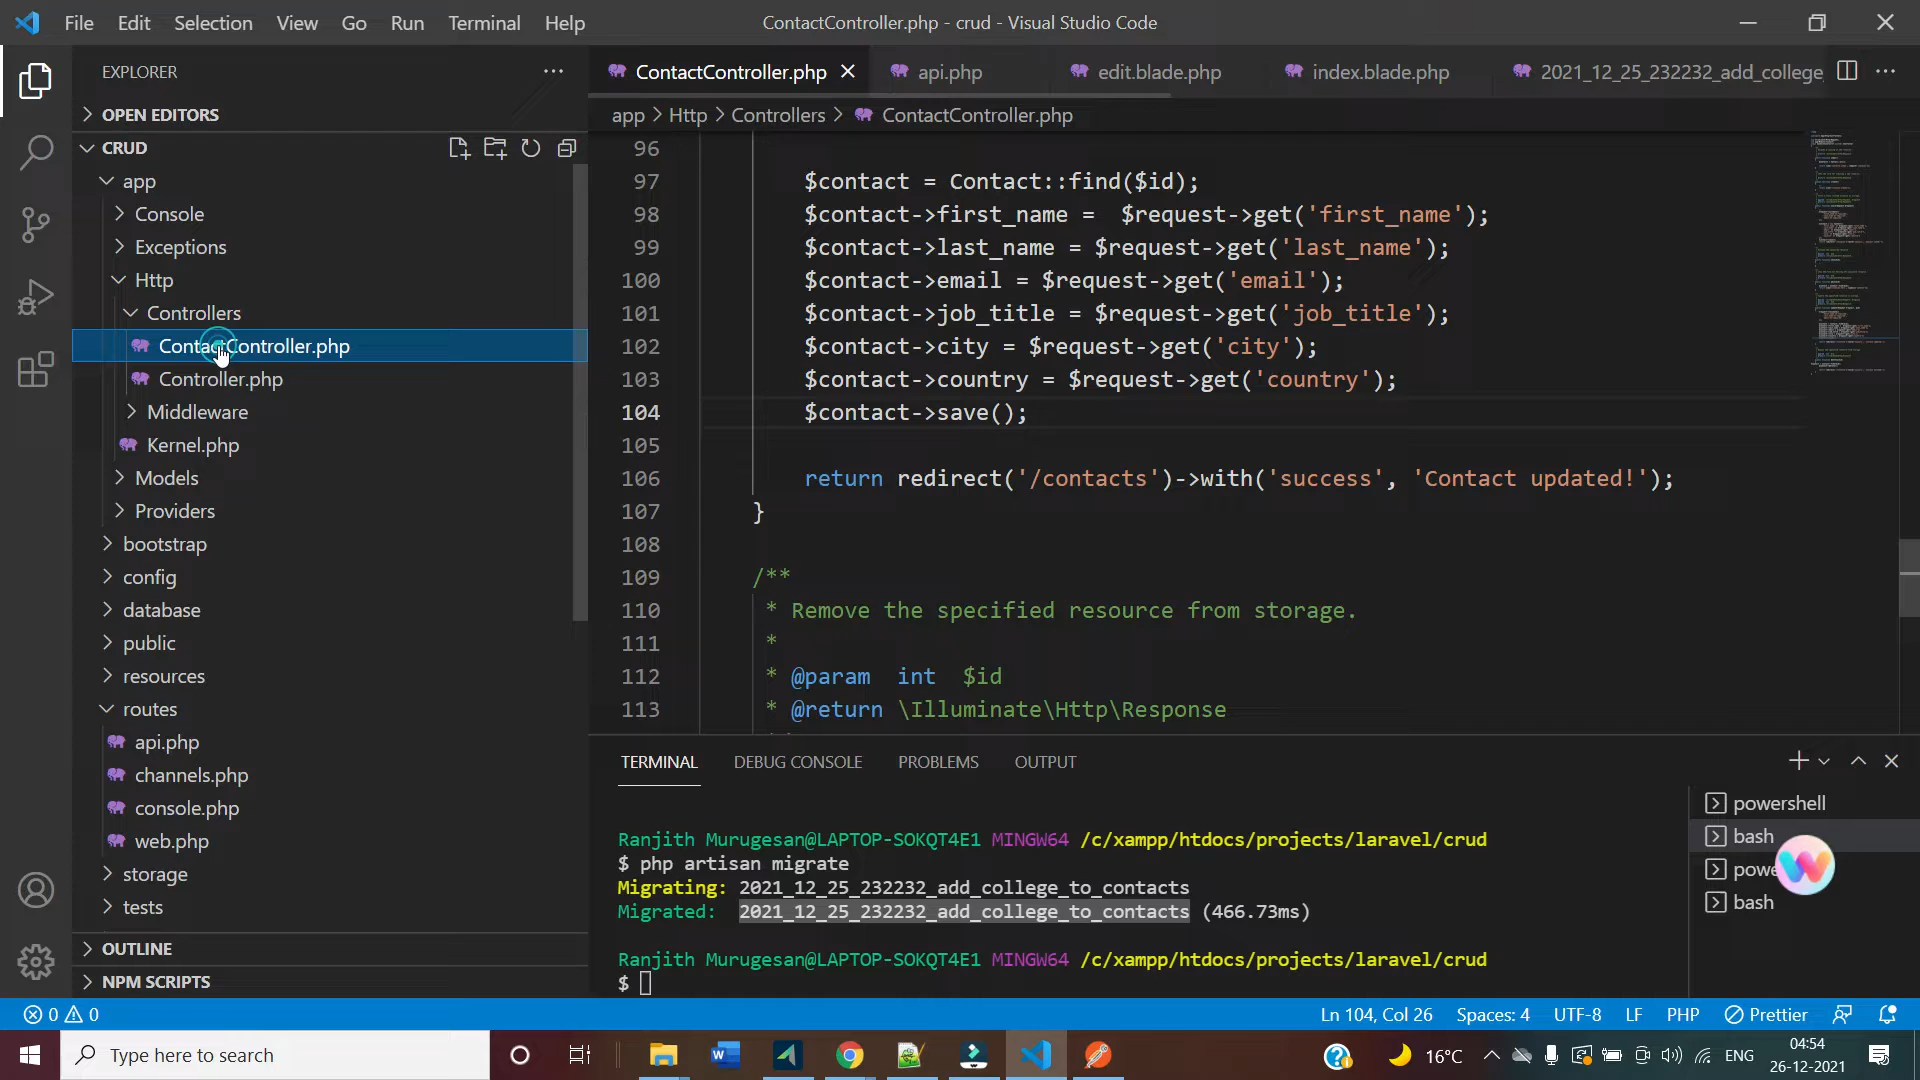 File Edit Selection View Go Run Terminal Help
ContactController.php - crud - Visual Studio Code
EXPLORER
OPEN EDITORS
CRUD
app
Console
Exceptions
Http
Controllers
ContactController.php
Controller.php
Middleware
Kernel.php
Models
Providers
bootstrap
config
database
public
resources
routes
api.php
channels.php
console.php
web.php
storage
tests
OUTLINE
NPM SCRIPTS
ContactController.php api.php edit.blade.php index.blade.php 2021_12_25_232232_add_college
app > Http > Controllers > ContactController.php
96
97 $contact = Contact::find($id);
98 $contact->first_name = $request->get('first_name');
99 $contact->last_name = $request->get('last_name');
100 $contact->email = $request->get('email');
101 $contact->job_title = $request->get('job_title');
102 $contact->city = $request->get('city');
103 $contact->country = $request->get('country');
104 $contact->save();
105
106 return redirect('/contacts')->with('success', 'Contact updated!');
107 }
108
109 /**
110 * Remove the specified resource from storage.
111 *
112 * @param int $id
113 * @return \Illuminate\Http\Response
TERMINAL DEBUG CONSOLE PROBLEMS OUTPUT
Ranjith Murugesan@LAPTOP-SOKQT4E1 MINGW64 /c/xampp/htdocs/projects/laravel/crud
$ php artisan migrate
Migrating: 2021_12_25_232232_add_college_to_contacts
Migrated: 2021_12_25_232232_add_college_to_contacts (466.73ms)
Ranjith Murugesan@LAPTOP-SOKQT4E1 MINGW64 /c/xampp/htdocs/projects/laravel/crud
$
powershell
bash
powe
bash
0 0
Ln 104, Col 26 Spaces: 4 UTF-8 LF PHP Prettier
Type here to search
16°C ENG
04:54
26-12-2021